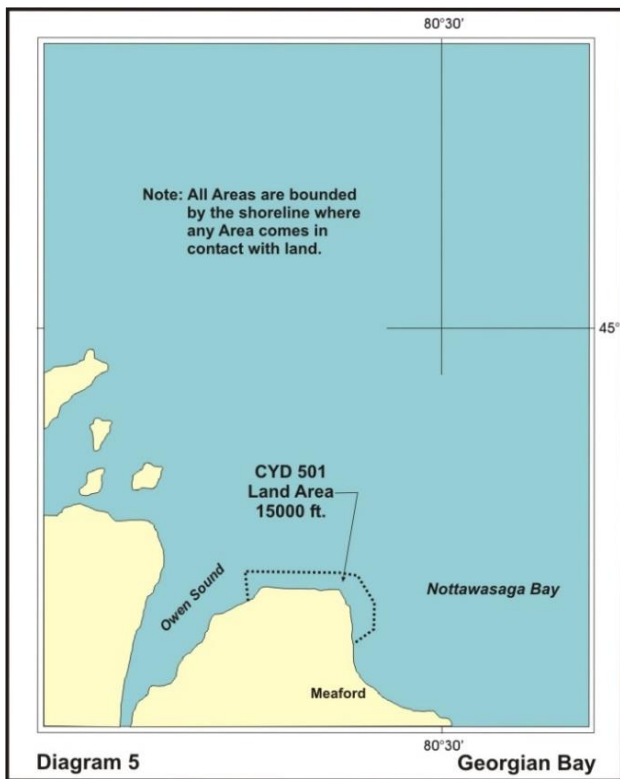 80°30'
Note: All Areas are bounded
by the shoreline where
any Area comes in
contact with land.
45°
CYD 501
Land Area
15000 ft.
Owen Sound
Nottawasaga Bay
Meaford
80°30'
Diagram 5
Georgian Bay